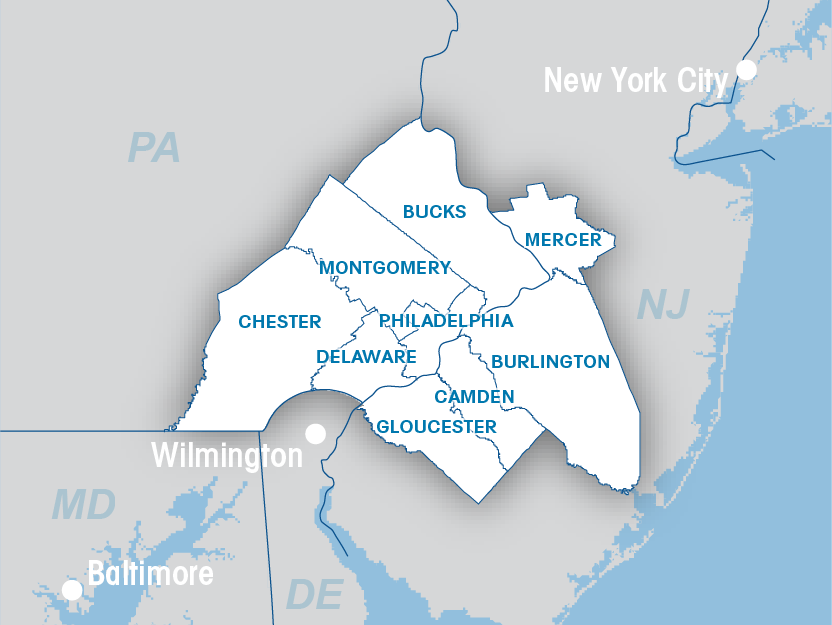 New York City
PA
BUCKS
MERCER
MONTGOMERY
NJ
CHESTER
PHILADELPHIA
DELAWARE
BURLINGTON
CAMDEN
GLOUCESTER
Wilmington
MD
Baltimore
DE